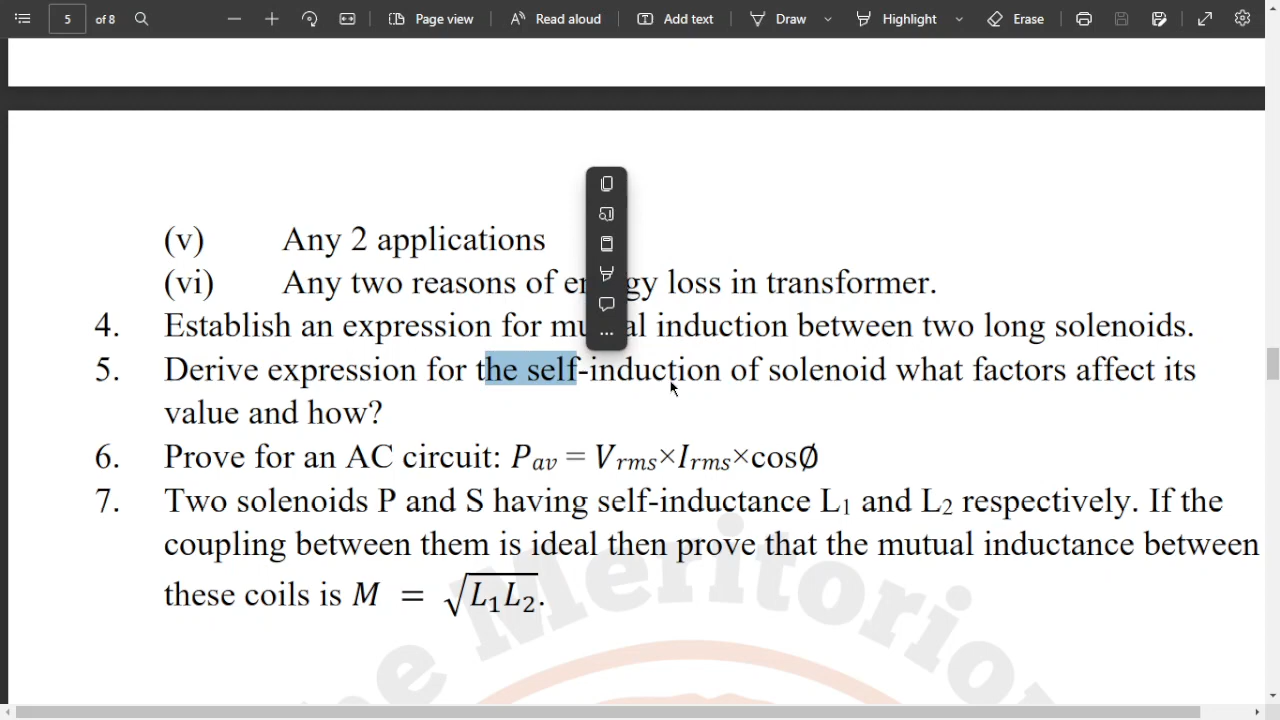 5 of 8 Page view Read aloud Add text Draw Highlight Erase
(v) Any 2 applications
(vi) Any two reasons of energy loss in transformer.
4. Establish an expression for mutual induction between two long solenoids.
5. Derive expression for the self-induction of solenoid what factors affect its
value and how?
6. Prove for an AC circuit: Pav = Vrms×Irms×cosØ
7. Two solenoids P and S having self-inductance L1 and L2 respectively. If the
coupling between them is ideal then prove that the mutual inductance between
these coils is M = √L1L2.
The Meritorious